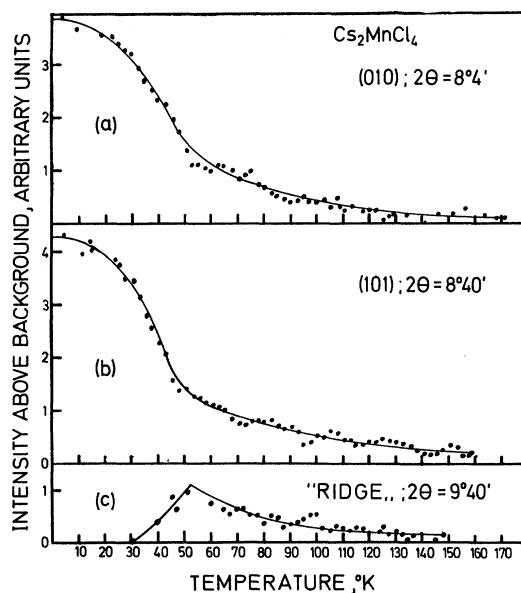 INTENSITY ABOVE BACKGROUND, ARBITRARY UNITS
Cs₂MnCl₄
(010) ; 2Θ = 8°4'
(a)
3
2
1
(101) ; 2Θ = 8°40'
(b)
4
3
2
1
0
"RIDGE,, ; 2Θ = 9°40'
(c)
1
0
10 20 30 40 50 60 70 80 90 100 110 120 130 140 150 160 170
TEMPERATURE ,°K